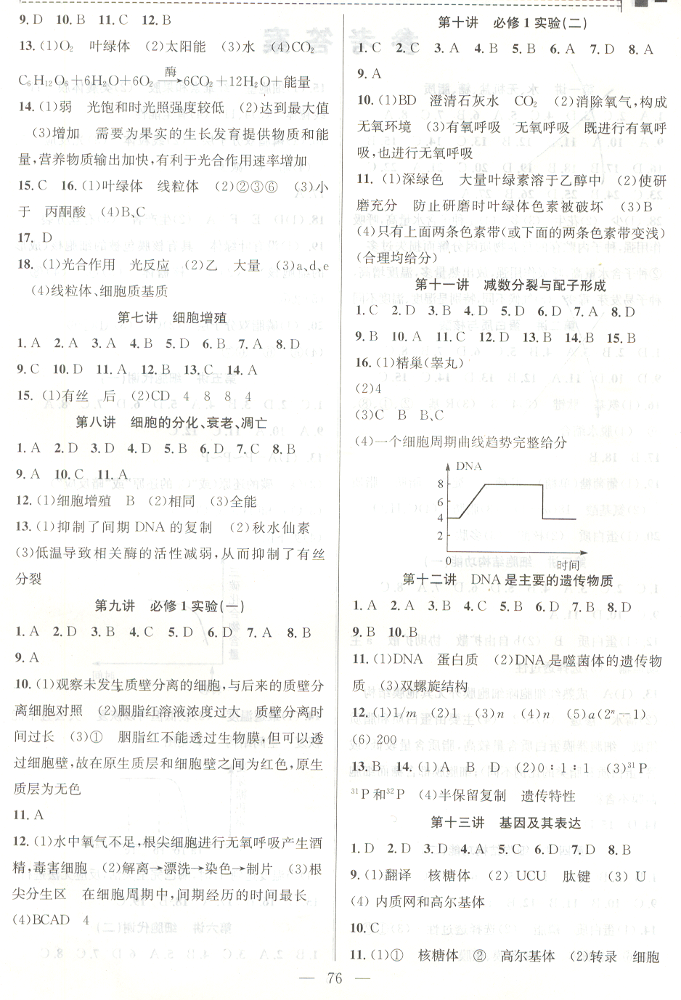 9. D　10. B　11. C　12. B
13. (1)O₂　叶绿体　(2)太阳能　(3)水　(4)CO₂
C₆H₁₂O₆+6H₂O+6O₂ —酶→ 6CO₂+12H₂O+能量
14. (1)弱　光饱和时光照强度较低　(2)达到最大值
(3)增加　需要为果实的生长发育提供物质和能
量,营养物质输出加快,有利于光合作用速率增加
15. C　16. (1)叶绿体　线粒体　(2)②③⑥　(3)小
于　丙酮酸　(4)B、C
17. D
18. (1)光合作用　光反应　(2)乙　大量　(3)a、d、e
(4)线粒体、细胞质基质
第七讲　细胞增殖
1. A　2. A　3. A　4. B　5. D　6. B　7. A　8. D
9. C　10. D　11. A　12. B　13. C　14. A
15. (1)有丝　后　(2)CD　4　8　8　4
第八讲　细胞的分化、衰老、凋亡
1. A　2. D　3. D　4. D　5. B　6. D　7. C　8. B
9. A　10. C　11. A
12. (1)细胞增殖　B　(2)相同　(3)全能
13. (1)抑制了间期 DNA 的复制　(2)秋水仙素
(3)低温导致相关酶的活性减弱,从而抑制了有丝
分裂
第九讲　必修 1 实验(一)
1. A　2. D　3. B　4. C　5. D　6. D　7. A　8. B
9. A
10. (1)观察未发生质壁分离的细胞,与后来的质壁分
离细胞对照　(2)胭脂红溶液浓度过大　质壁分离时
间过长　(3)①　胭脂红不能透过生物膜,但可以透
过细胞壁,故在原生质层和细胞壁之间为红色,原生
质层为无色
11. A
12. (1)水中氧气不足,根尖细胞进行无氧呼吸产生酒
精,毒害细胞　(2)解离→漂洗→染色→制片　(3)根
尖分生区　在细胞周期中,间期经历的时间最长
(4)BCAD　4
第十讲　必修 1 实验(二)
1. C　2. C　3. A　4. B　5. B　6. A　7. D　8. A
9. A
10. (1)BD　澄清石灰水　CO₂　(2)消除氧气,构成
无氧环境　(3)有氧呼吸　无氧呼吸　既进行有氧呼
吸,也进行无氧呼吸
11. (1)深绿色　大量叶绿素溶于乙醇中　(2)使研
磨充分　防止研磨时叶绿体色素被破坏　(3)B
(4)只有上面两条色素带(或下面的两条色素带变浅)
(合理均给分)
第十一讲　减数分裂与配子形成
1. C　2. D　3. B　4. D　5. D　6. D　7. A　8. D
9. B　10. A　11. C　12. D　13. B　14. B　15. B
16. (1)精巢(睾丸)
(2)4
(3)C　B　B、C
(4)一个细胞周期曲线趋势完整给分
DNA
8
6
4
2
0
时间
第十二讲　DNA 是主要的遗传物质
1. A　2. A　3. B　4. C　5. B　6. D　7. B　8. D
9. B　10. B
11. (1)DNA　蛋白质　(2)DNA 是噬菌体的遗传物
质　(3)双螺旋结构
12. (1)1/m　(2)1　(3)n　(4)n　(5)a(2ⁿ－1)
(6)200
13. B　14. (1)A　B　D　(2)0∶1∶1　(3)³¹P
³¹P 和³²P　(4)半保留复制　遗传特性
第十三讲　基因及其表达
1. D　2. D　3. D　4. A　5. C　6. D　7. D　8. B
9. (1)翻译　核糖体　(2) UCU　肽键　(3) U
(4) 内质网和高尔基体
10. C
11. (1)①　核糖体　②　高尔基体　(2)转录　细胞
— 76 —